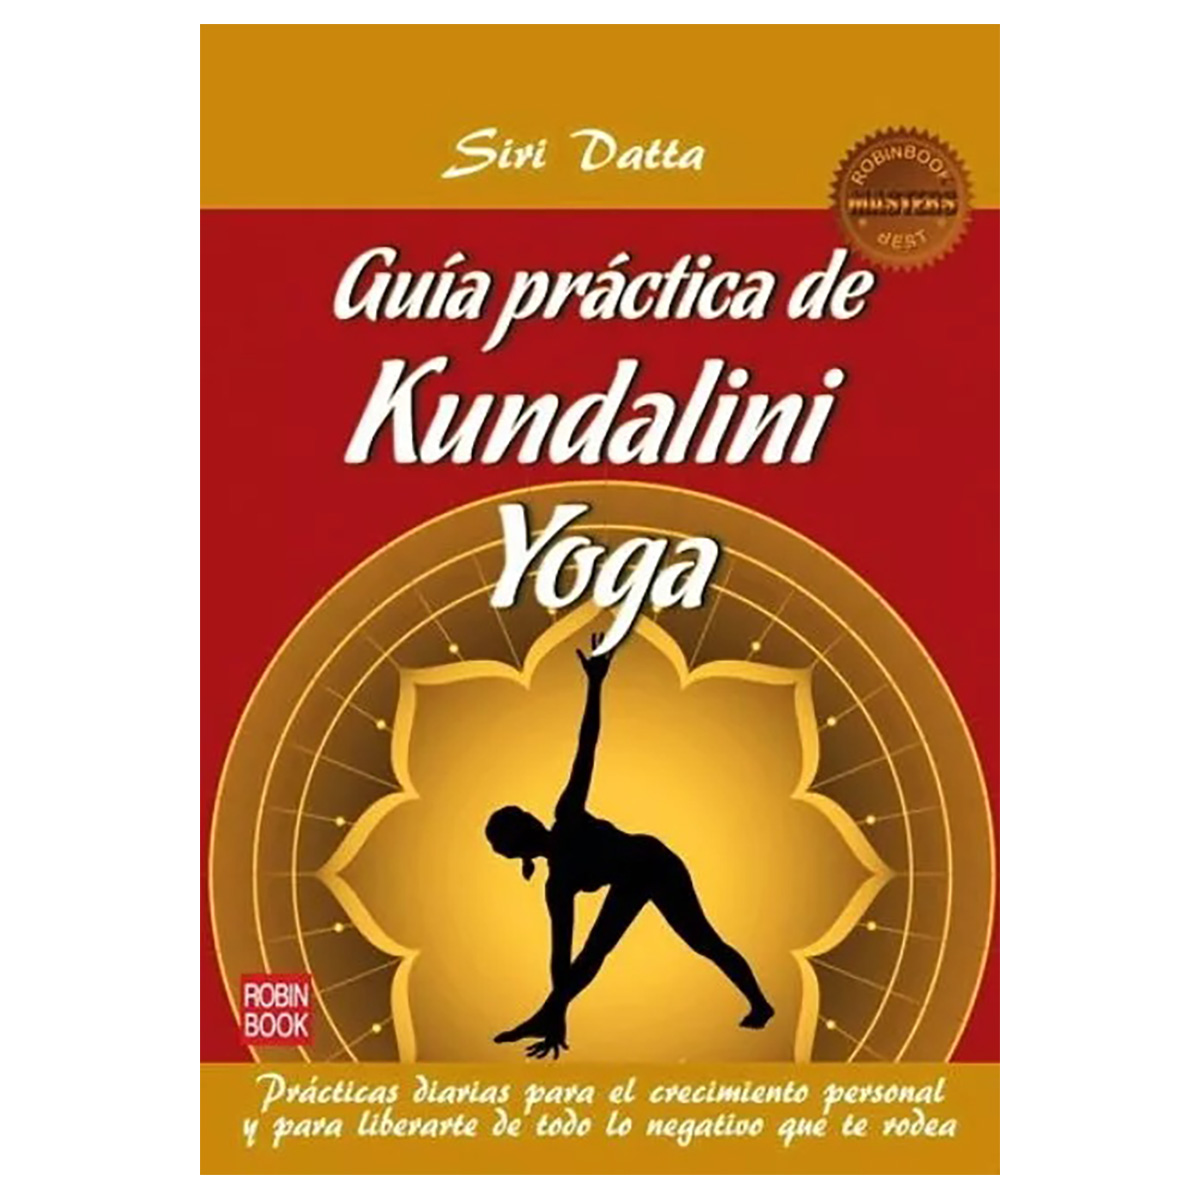 Siri Datta
ROBINBOOK
MASTERS
BEST
Guía práctica de
Kundalini
Yoga
ROBIN
BOOK
Prácticas diarias para el crecimiento personal
y para liberarte de todo lo negativo que te rodea